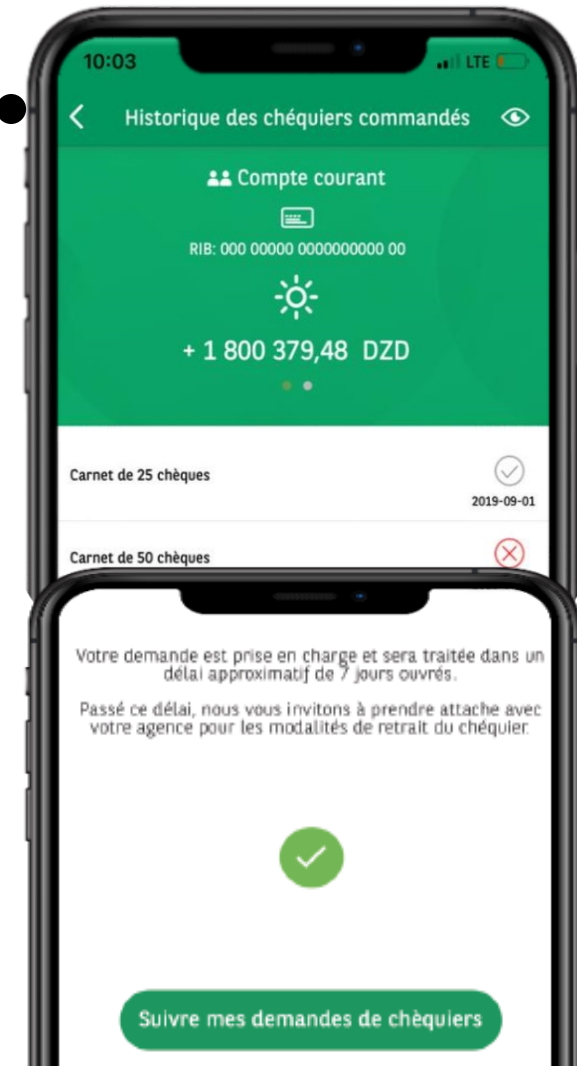 10:03
LTE
Historique des chéquiers commandés
Compte courant
RIB: 000 00000 0000000000 00
+ 1 800 379,48 DZD
Carnet de 25 chèques
2019-09-01
Carnet de 50 chèques
Votre demande est prise en charge et sera traitée dans un
délai approximatif de 7 jours ouvrés.
Passé ce délai, nous vous invitons à prendre attache avec
votre agence pour les modalités de retrait du chéquier.
Suivre mes demandes de chèquiers